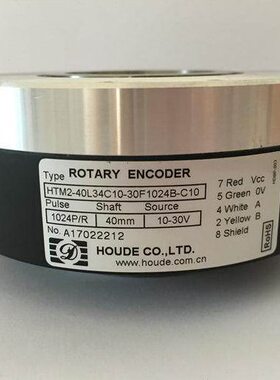 Type ROTARY ENCODER
HTM2-40L34C10-30F1024B-C10
Pulse Shaft Source
1024P/R 40mm 10-30V
No. A17022212
7 Red Vcc
5 Green 0V
4 White A
2 Yellow B
8 Shield
RoHS
HOUDE CO.,LTD.
www.houde.com.cn